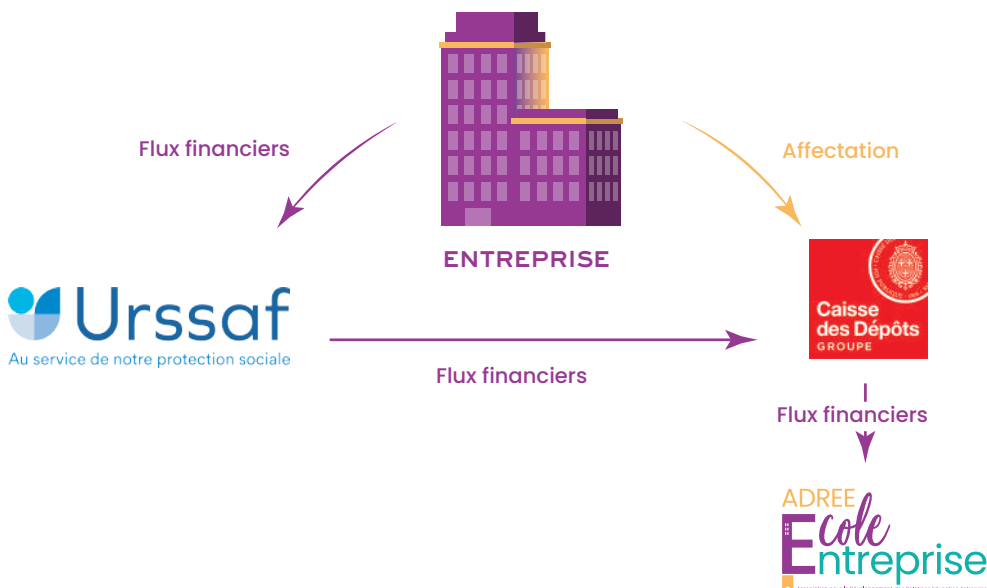 Flux financiers
Affectation
ENTREPRISE
Urssaf
Au service de notre protection sociale
Caisse
des Dépôts
GROUPE
Flux financiers
Flux financiers
ADREE
Ecole
Entreprise